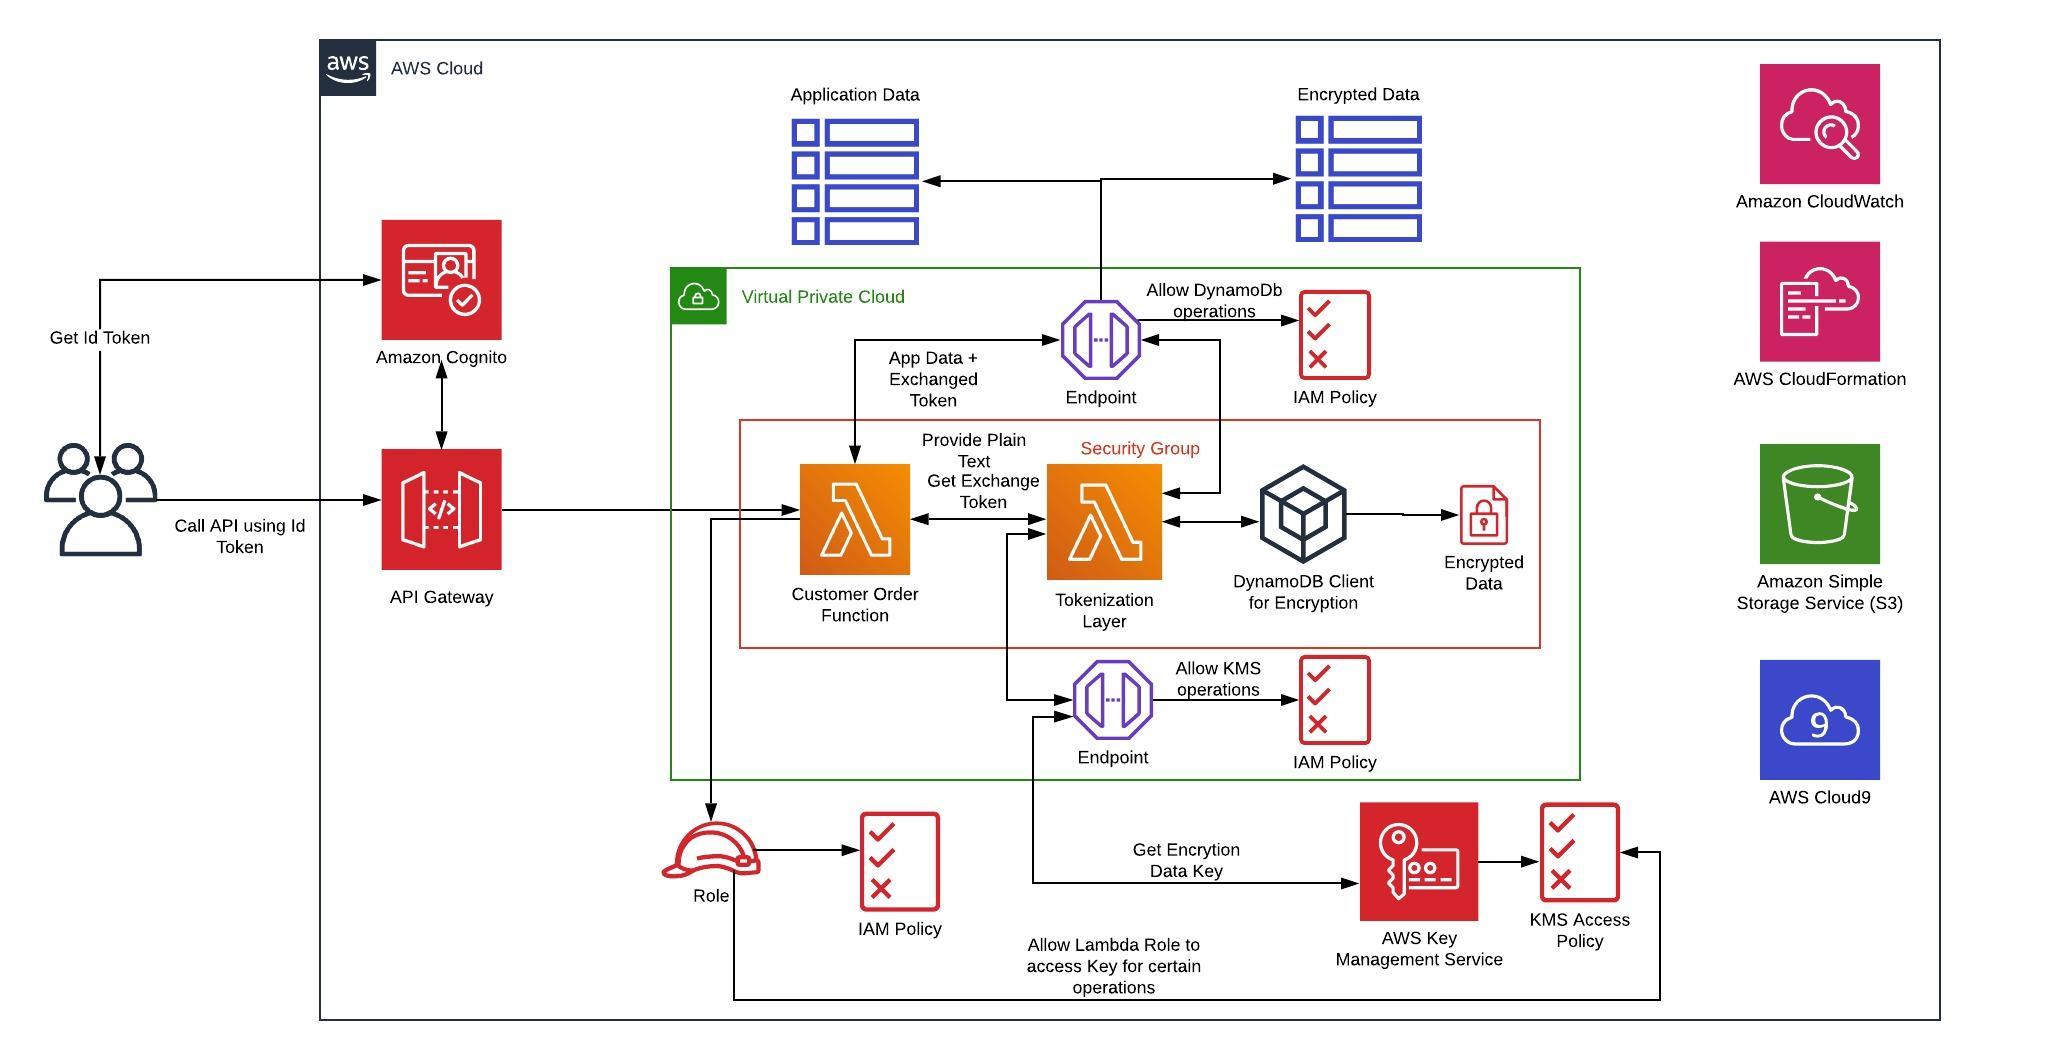 aws
AWS Cloud
Application Data
Encrypted Data
Amazon CloudWatch
Virtual Private Cloud
Allow DynamoDb
operations
Get Id Token
Amazon Cognito
App Data +
Exchanged
Token
Endpoint
IAM Policy
AWS CloudFormation
Provide Plain
Text
Get Exchange
Token
Security Group
</>
Call API using Id
Token
API Gateway
Customer Order
Function
Tokenization
Layer
DynamoDB Client
for Encryption
Encrypted
Data
Amazon Simple
Storage Service (S3)
Allow KMS
operations
Endpoint
IAM Policy
9
AWS Cloud9
Role
IAM Policy
Get Encrytion
Data Key
AWS Key
Management Service
KMS Access
Policy
Allow Lambda Role to
access Key for certain
operations